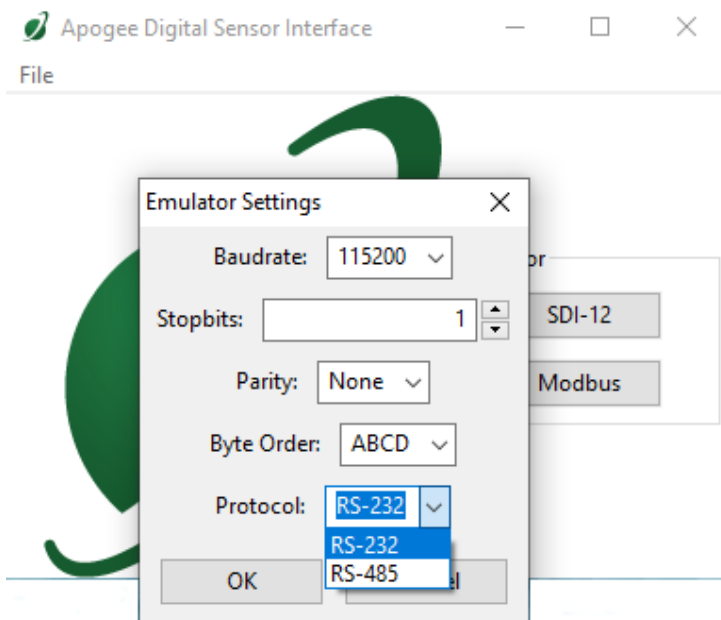 Apogee Digital Sensor Interface
File
Emulator Settings
Baudrate: 115200
or
Stopbits: 1
SDI-12
Parity: None
Modbus
Byte Order: ABCD
Protocol: RS-232
RS-232
RS-485
OK